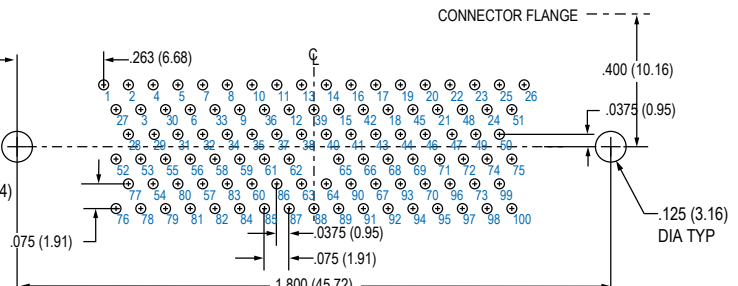 CONNECTOR FLANGE
.263 (6.68)
℄
.400 (10.16)
1 2 4 5 7 8 10 11 13 14 16 17 19 20 22 23 25 26
.0375 (0.95)
27 3 30 6 33 9 36 12 39 15 42 18 45 21 48 24 51
28 29 31 32 34 35 37 38 40 41 43 44 46 47 49 50
52 53 55 56 58 59 61 62 65 66 68 69 71 72 74 75
4)
77 54 80 57 83 60 86 63 64 90 67 93 70 96 73 99
76 78 79 81 82 84 85 87 88 89 91 92 94 95 97 98 100
.125 (3.16)
DIA TYP
.075 (1.91)
.0375 (0.95)
.075 (1.91)
1.800 (45.72)